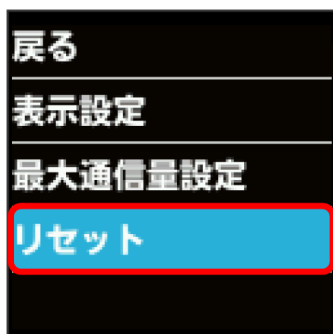 戻る
表示設定
最大通信量設定
リセット